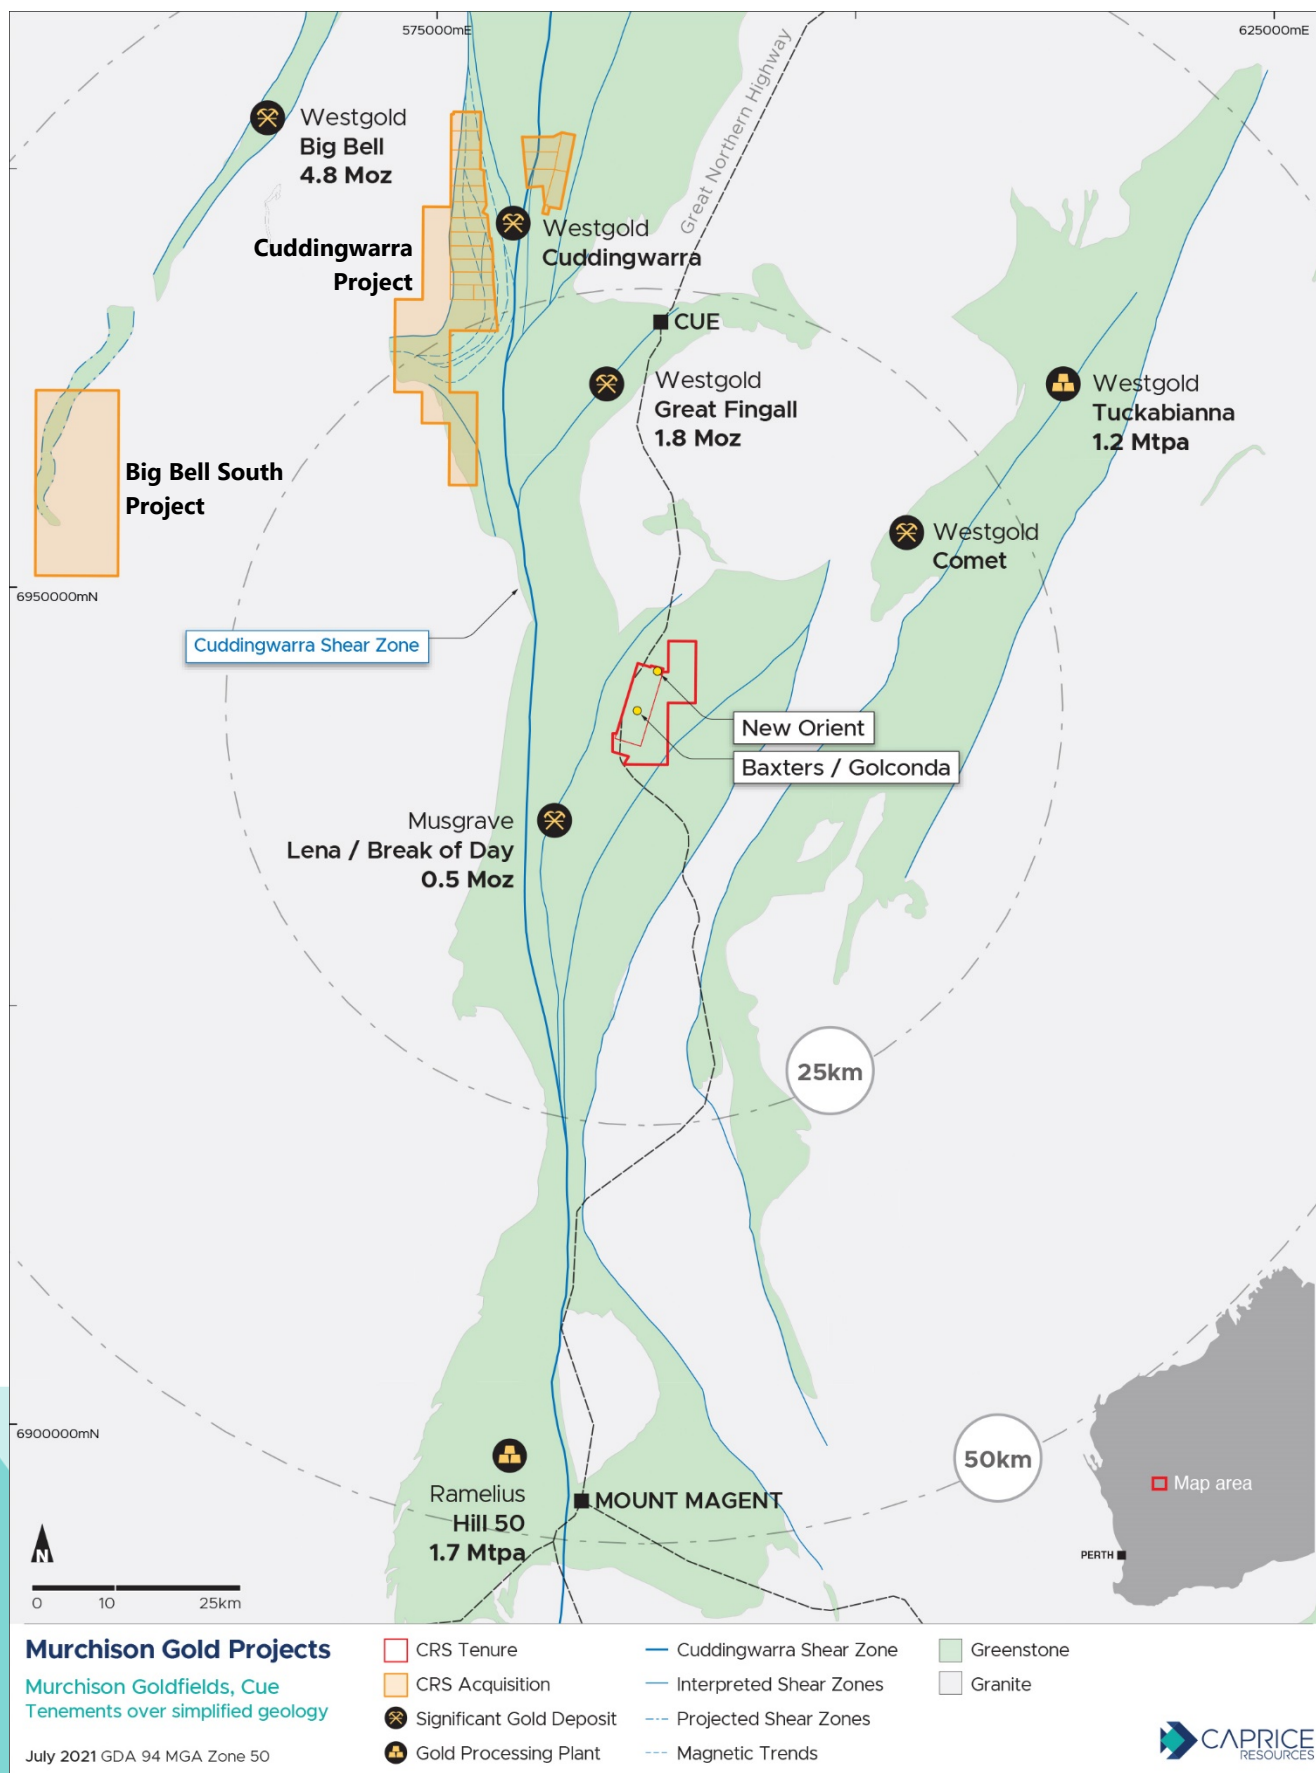 575000mE
625000mE
Great Northern Highway
Westgold
Big Bell
4.8 Moz
Cuddingwarra
Project
Westgold
Cuddingwarra
CUE
Westgold
Great Fingall
1.8 Moz
Westgold
Tuckabianna
1.2 Mtpa
Big Bell South
Project
Westgold
Comet
6950000mN
Cuddingwarra Shear Zone
New Orient
Baxters / Golconda
Musgrave
Lena / Break of Day
0.5 Moz
25km
6900000mN
50km
Ramelius
Hill 50
1.7 Mtpa
MOUNT MAGENT
Map area
PERTH
N
0 10 25km
Murchison Gold Projects
Murchison Goldfields, Cue
Tenements over simplified geology
July 2021 GDA 94 MGA Zone 50
CRS Tenure
CRS Acquisition
Significant Gold Deposit
Gold Processing Plant
Cuddingwarra Shear Zone
Interpreted Shear Zones
Projected Shear Zones
Magnetic Trends
Greenstone
Granite
CAPRICE
RESOURCES